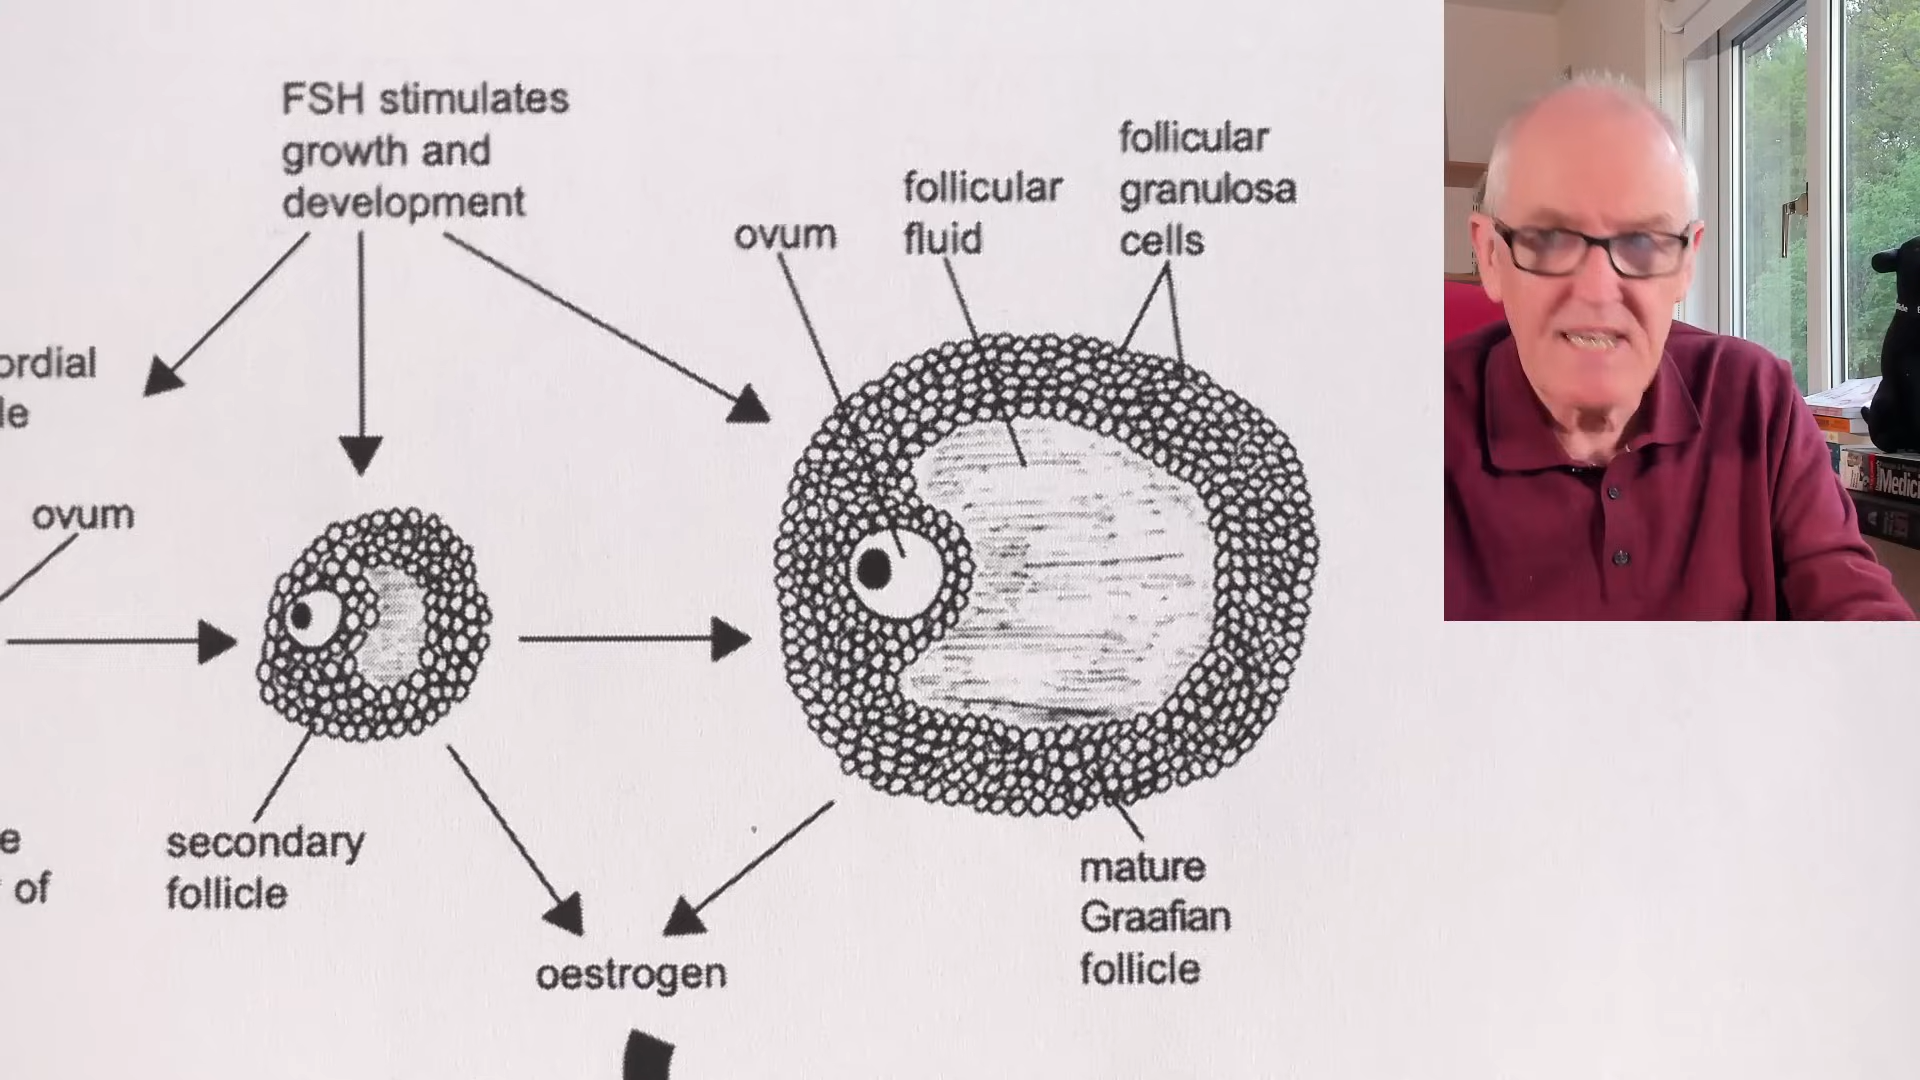 FSH stimulates
growth and
development
follicular
granulosa
cells
follicular
fluid
ovum
ordial
le
ovum
e
of
secondary
follicle
oestrogen
mature
Graafian
follicle
Medici